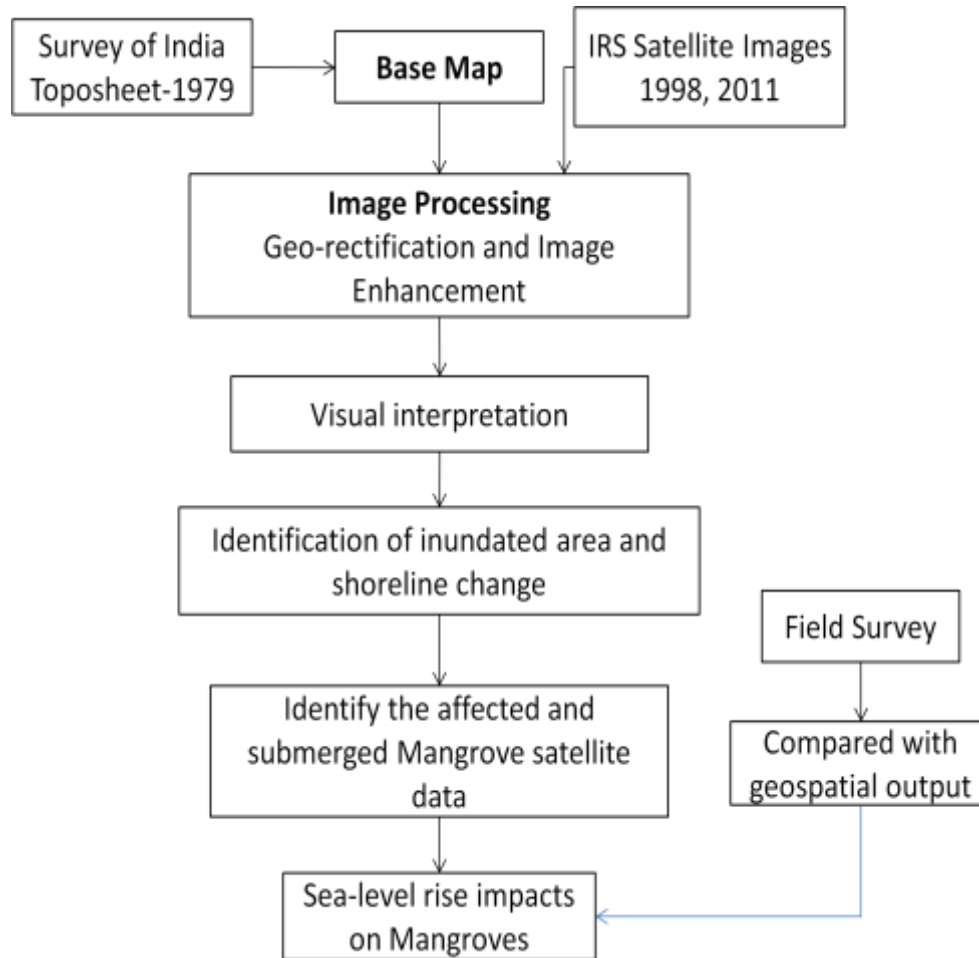 Survey of India
Toposheet-1979
Base Map
IRS Satellite Images
1998, 2011
Image Processing
Geo-rectification and Image
Enhancement
Visual interpretation
Identification of inundated area and
shoreline change
Field Survey
Identify the affected and
submerged Mangrove satellite
data
Compared with
geospatial output
Sea-level rise impacts
on Mangroves